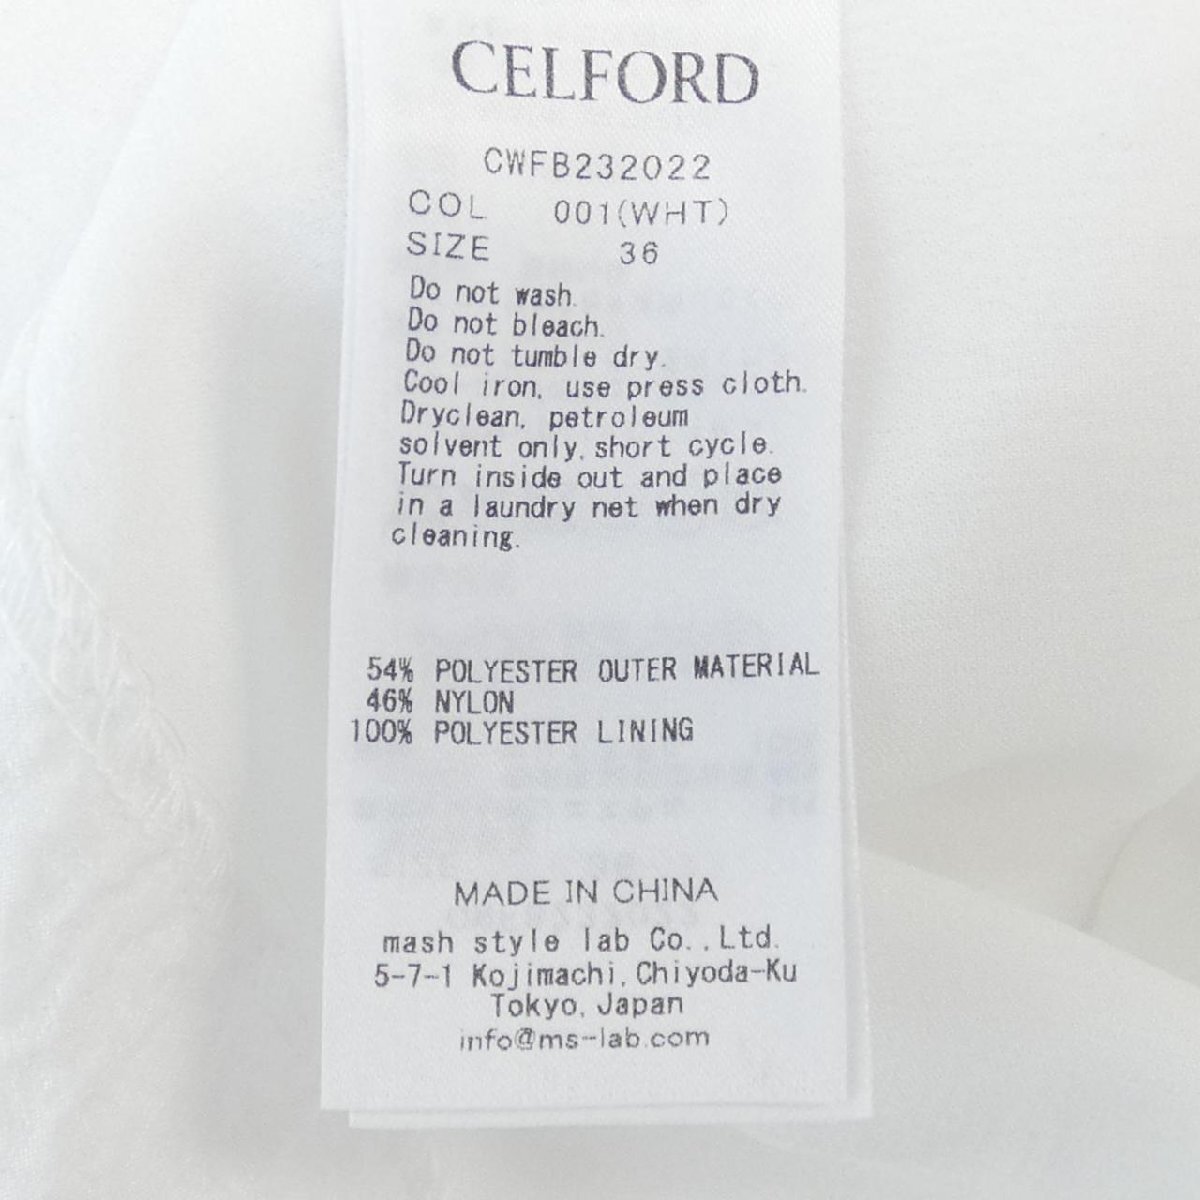 CELFORD
CWFB232022
COL 001(WHT)
SIZE 36
Do not wash.
Do not bleach.
Do not tumble dry.
Cool iron, use press cloth.
Dryclean, petroleum
solvent only, short cycle.
Turn inside out and place
in a laundry net when dry
cleaning.
54% POLYESTER OUTER MATERIAL
46% NYLON
100% POLYESTER LINING
MADE IN CHINA
mash style lab Co., Ltd.
5-7-1 Kojimachi, Chiyoda-Ku
Tokyo, Japan
info@ms-lab.com